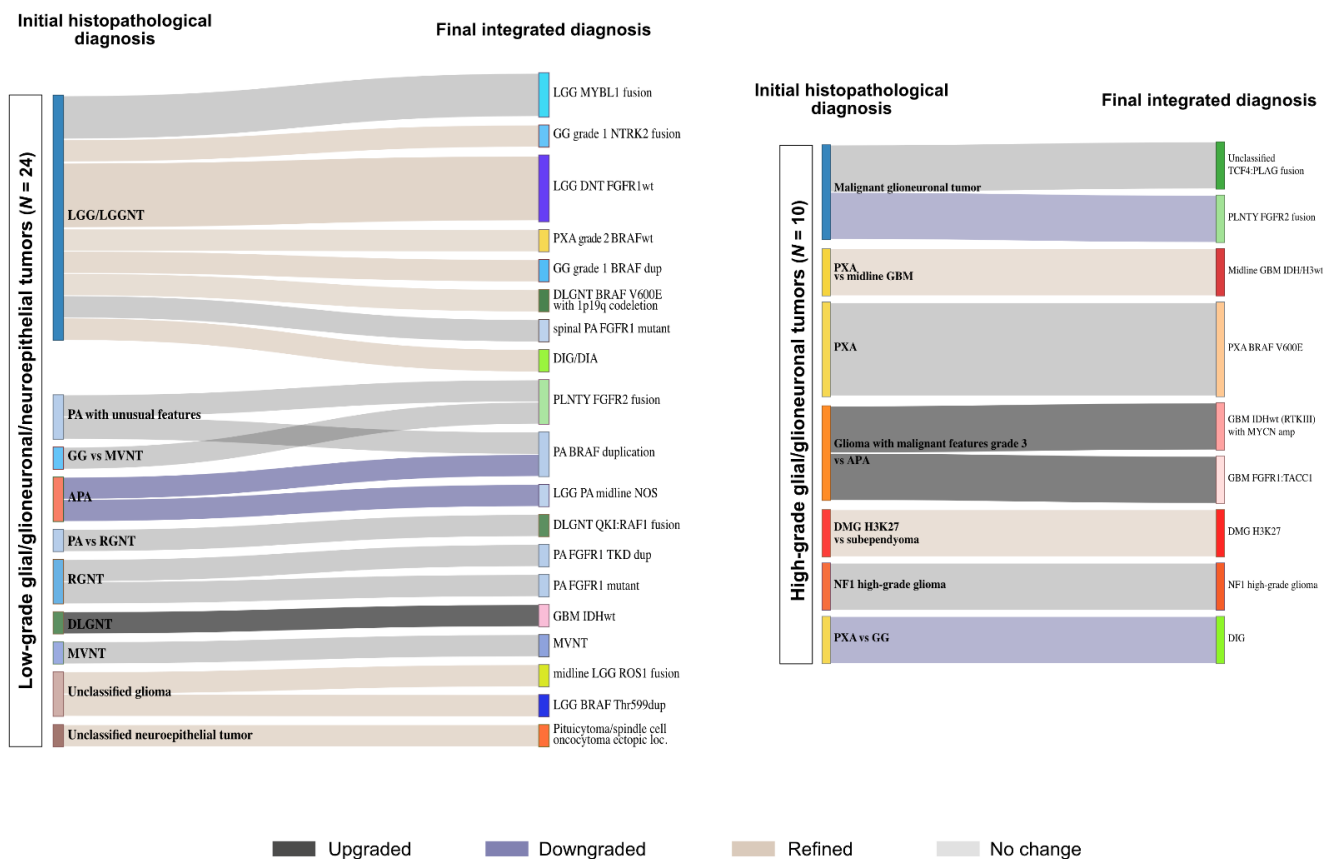 Initial histopathological
diagnosis
Final integrated diagnosis
Low-grade glial/glioneuronal/neuroepithelial tumors (N = 24)
LGG/LGGNT
PA with unusual features
GG vs MVNT
APA
PA vs RGNT
RGNT
DLGNT
MVNT
Unclassified glioma
Unclassified neuroepithelial tumor
LGG MYBL1 fusion
GG grade 1 NTRK2 fusion
LGG DNT FGFR1wt
PXA grade 2 BRAFwt
GG grade 1 BRAF dup
DLGNT BRAF V600E
with 1p19q codeletion
spinal PA FGFR1 mutant
DIG/DIA
PLNTY FGFR2 fusion
PA BRAF duplication
LGG PA midline NOS
DLGNT QKI:RAF1 fusion
PA FGFR1 TKD dup
PA FGFR1 mutant
GBM IDHwt
MVNT
midline LGG ROS1 fusion
LGG BRAF Thr599dup
Pituicytoma/spindle cell
oncocytoma ectopic loc.
Initial histopathological
diagnosis
Final integrated diagnosis
High-grade glial/glioneuronal tumors (N = 10)
Malignant glioneuronal tumor
PXA
vs midline GBM
PXA
Glioma with malignant features grade 3
vs APA
DMG H3K27
vs subependyoma
NF1 high-grade glioma
PXA vs GG
Unclassified
TCF4:PLAG fusion
PLNTY FGFR2 fusion
Midline GBM IDH/H3wt
PXA BRAF V600E
GBM IDHwt (RTKIII)
with MYCN amp
GBM FGFR1:TACC1
DMG H3K27
NF1 high-grade glioma
DIG
Upgraded
Downgraded
Refined
No change